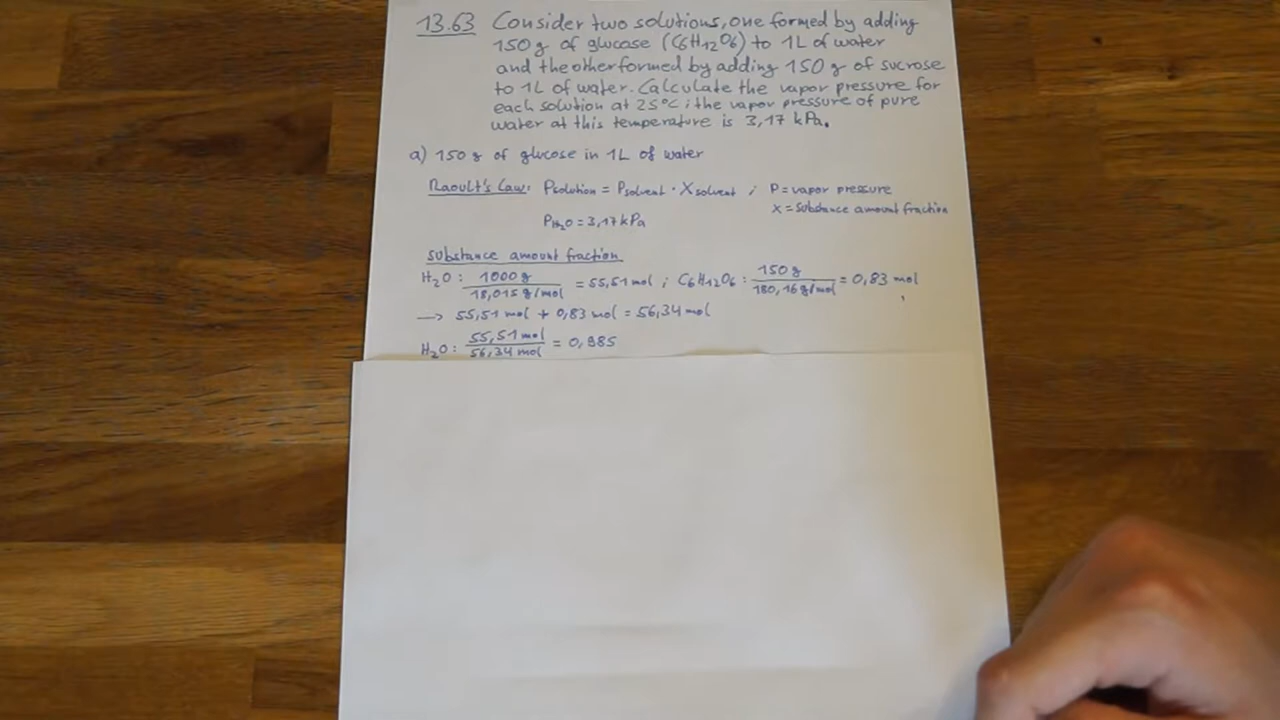 13.63 Consider two solutions, one formed by adding
150 g of glucose (C6H12O6) to 1L of water
and the other formed by adding 150 g of sucrose
to 1L of water. Calculate the vapor pressure for
each solution at 25°C; the vapor pressure of pure
water at this temperature is 3,17 kPa.
a) 150 g of glucose in 1L of water
Raoult's Law: Psolution = Psolvent · Xsolvent ; P = vapor pressure
X = substance amount fraction
PH2O = 3,17 kPa
substance amount fraction
H2O: 1000 g / 18,015 g/mol = 55,51 mol ; C6H12O6: 150 g / 180,16 g/mol = 0,83 mol
→ 55,51 mol + 0,83 mol = 56,34 mol
H2O: 55,51 mol / 56,34 mol = 0,985